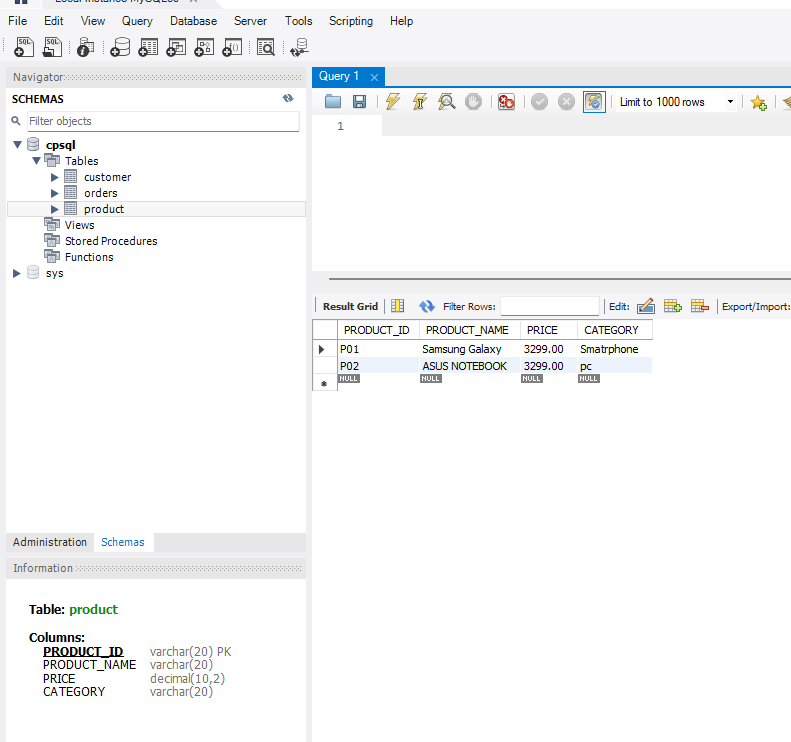 File Edit View Query Database Server Tools Scripting Help
Navigator
SCHEMAS
Filter objects
cpsql
Tables
customer
orders
product
Views
Stored Procedures
Functions
sys
Administration Schemas
Information
Table: product
Columns:
PRODUCT_ID varchar(20) PK
PRODUCT_NAME varchar(20)
PRICE decimal(10,2)
CATEGORY varchar(20)
Query 1
Limit to 1000 rows
1
Result Grid Filter Rows: Edit: Export/Import:
PRODUCT_ID PRODUCT_NAME PRICE CATEGORY
P01 Samsung Galaxy 3299.00 Smatrphone
P02 ASUS NOTEBOOK 3299.00 pc
NULL NULL NULL NULL